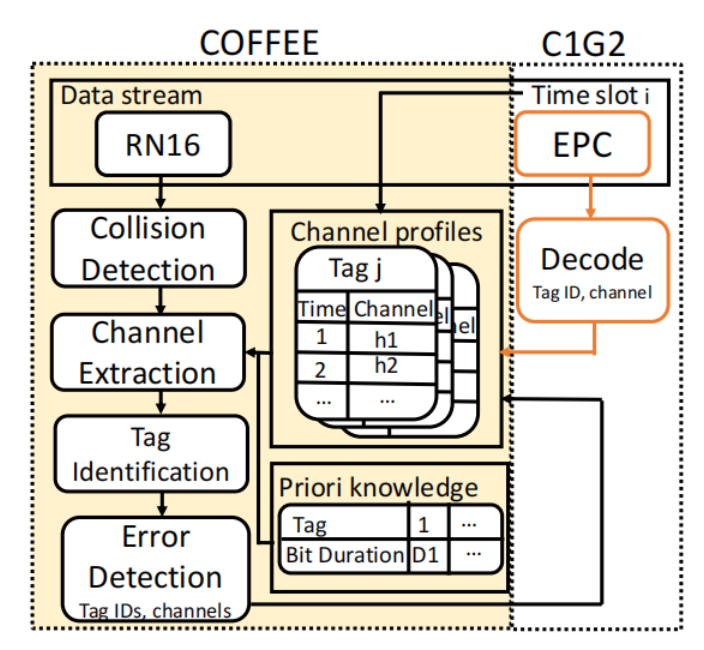 COFFEE
C1G2
Data stream
Time slot i
RN16
EPC
Collision
Detection
Channel profiles
Tag j
Time Channel
1 h1
2 h2
... ...
el
nel
Decode
Tag ID, channel
Channel
Extraction
Tag
Identification
Priori knowledge
Tag 1 ...
Bit Duration D1 ...
Error
Detection
Tag IDs, channels